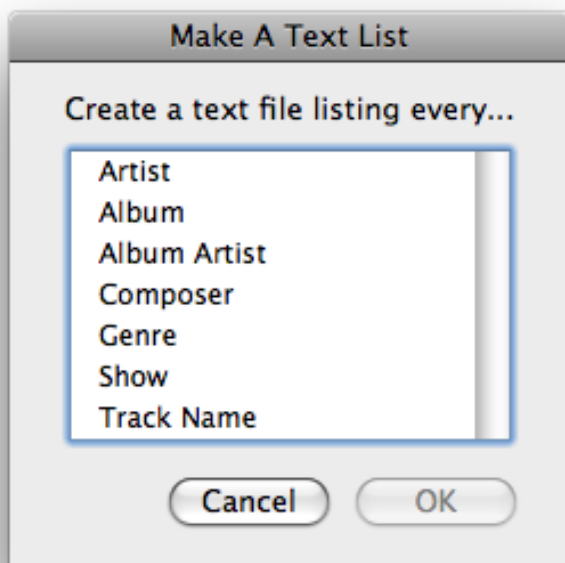 Make A Text List
Create a text file listing every...
Artist
Album
Album Artist
Composer
Genre
Show
Track Name
Cancel OK